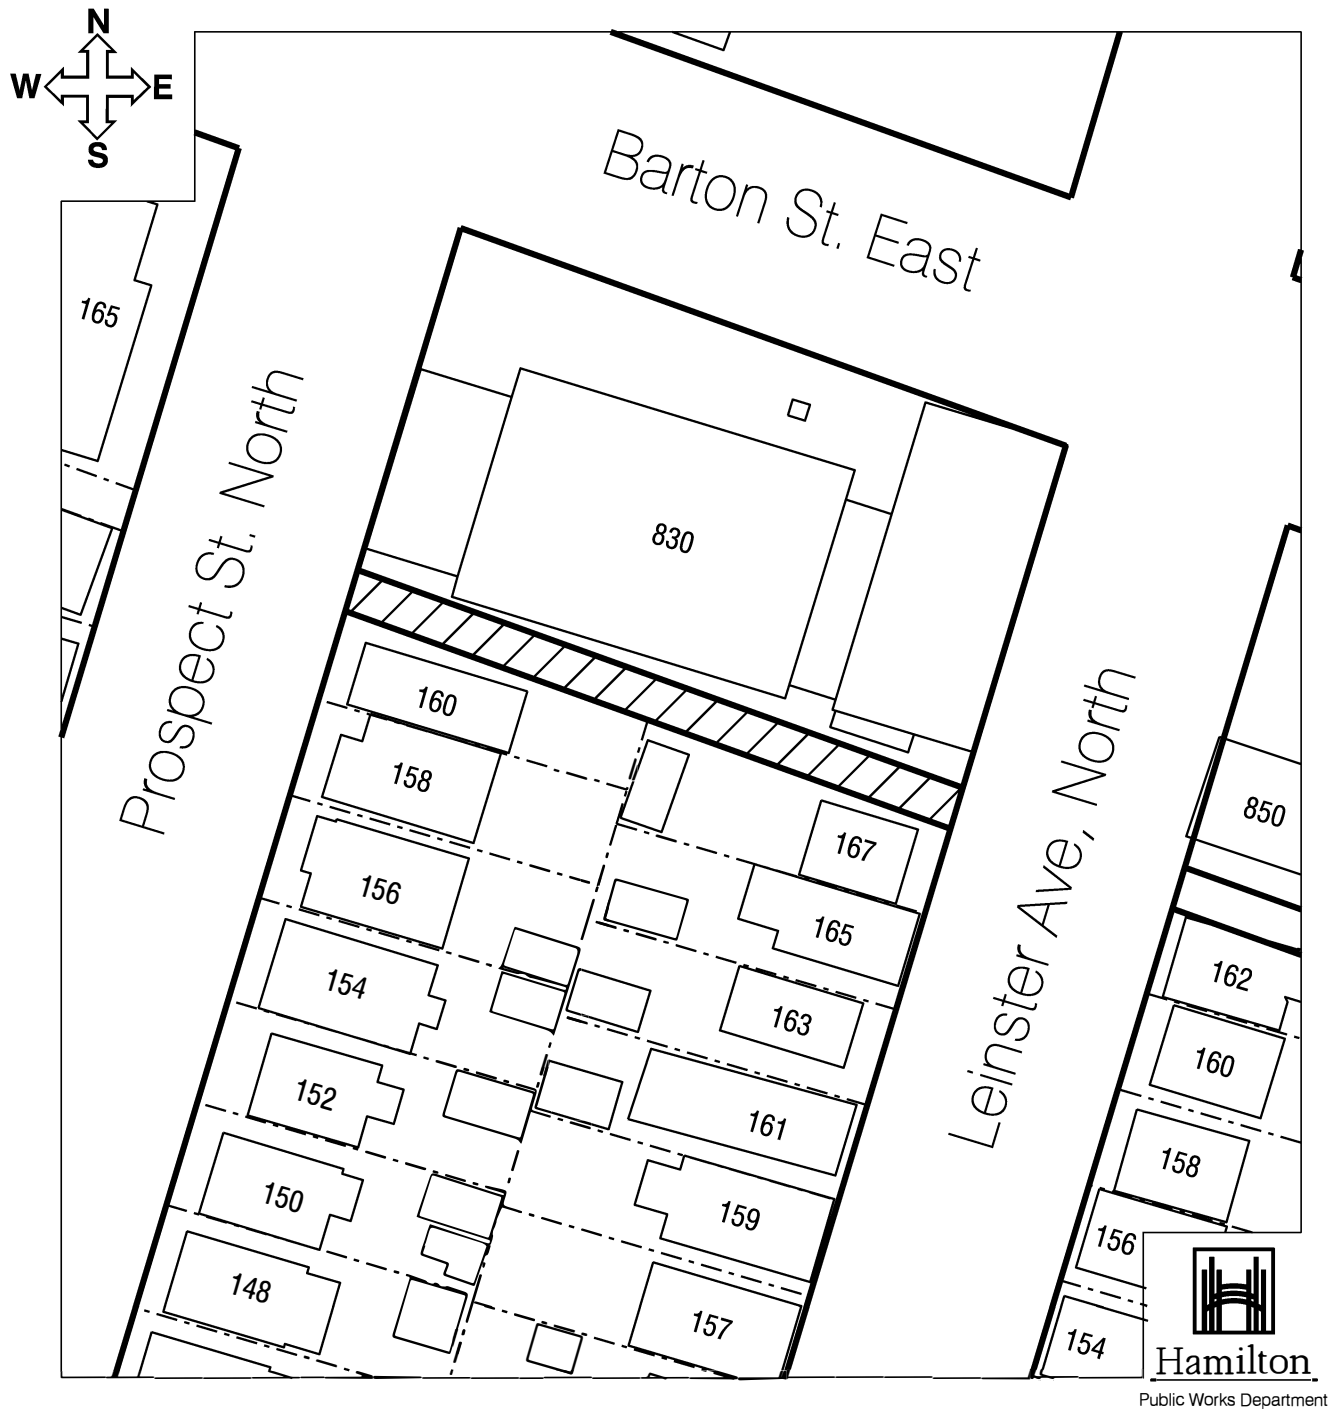 N
W E
S
Barton St. East
165
Prospect St. North
830
160
158
167
156
165
154
163
152
161
150
159
148
157
Leinster Ave, North
850
162
160
158
156
154
Hamilton
Public Works Department